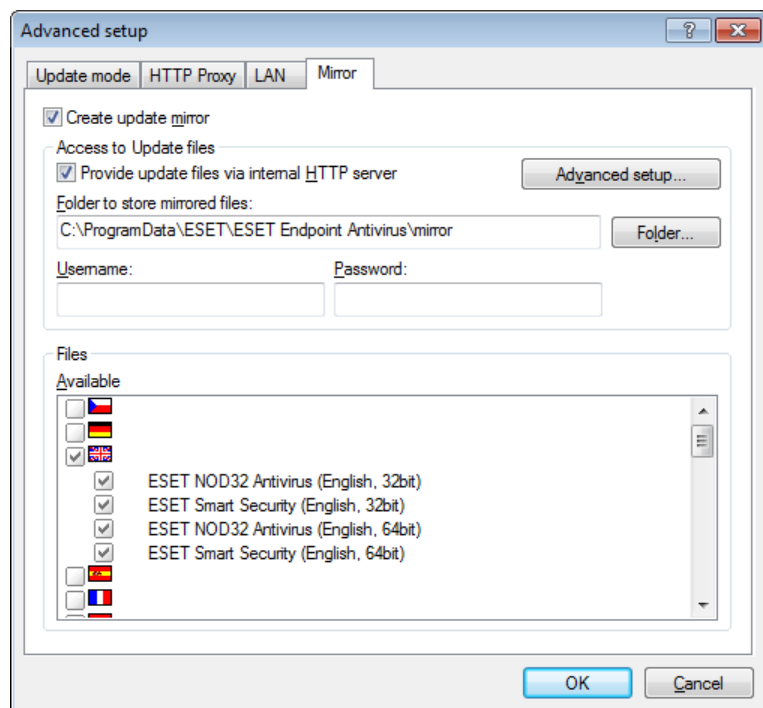 Advanced setup
Update mode HTTP Proxy LAN Mirror
Create update mirror
Access to Update files
Provide update files via internal HTTP server Advanced setup...
Folder to store mirrored files:
C:\ProgramData\ESET\ESET Endpoint Antivirus\mirror Folder...
Username: Password:
Files
Available
ESET NOD32 Antivirus (English, 32bit)
ESET Smart Security (English, 32bit)
ESET NOD32 Antivirus (English, 64bit)
ESET Smart Security (English, 64bit)
OK Cancel